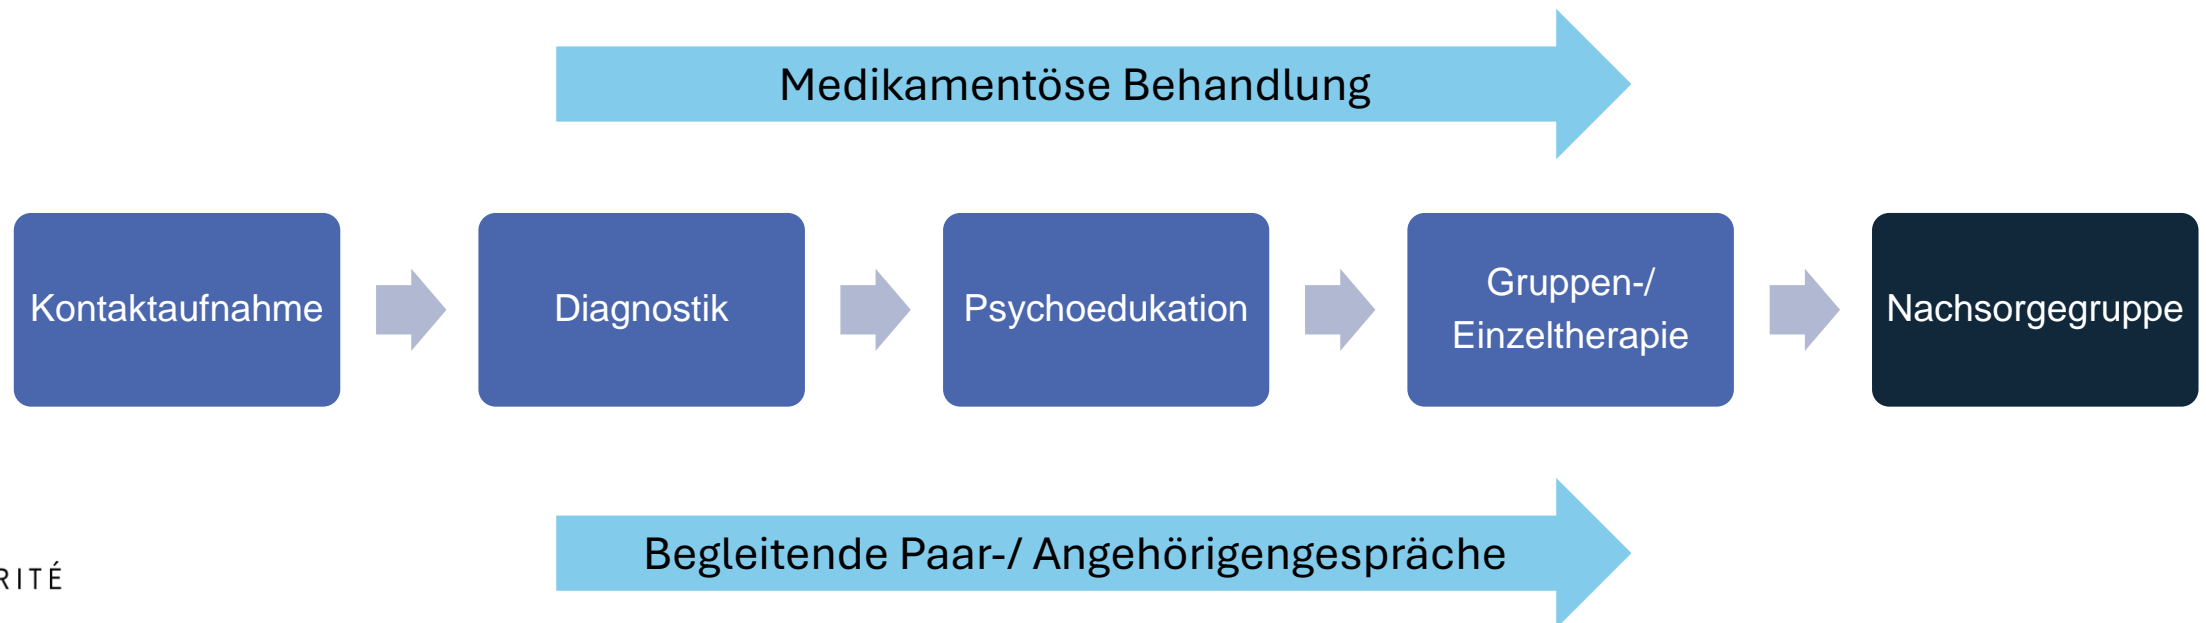 Medikamentöse Behandlung
Kontaktaufnahme
Diagnostik
Psychoedukation
Gruppen-/
Einzeltherapie
Nachsorgegruppe
Begleitende Paar-/ Angehörigengespräche
RITÉ